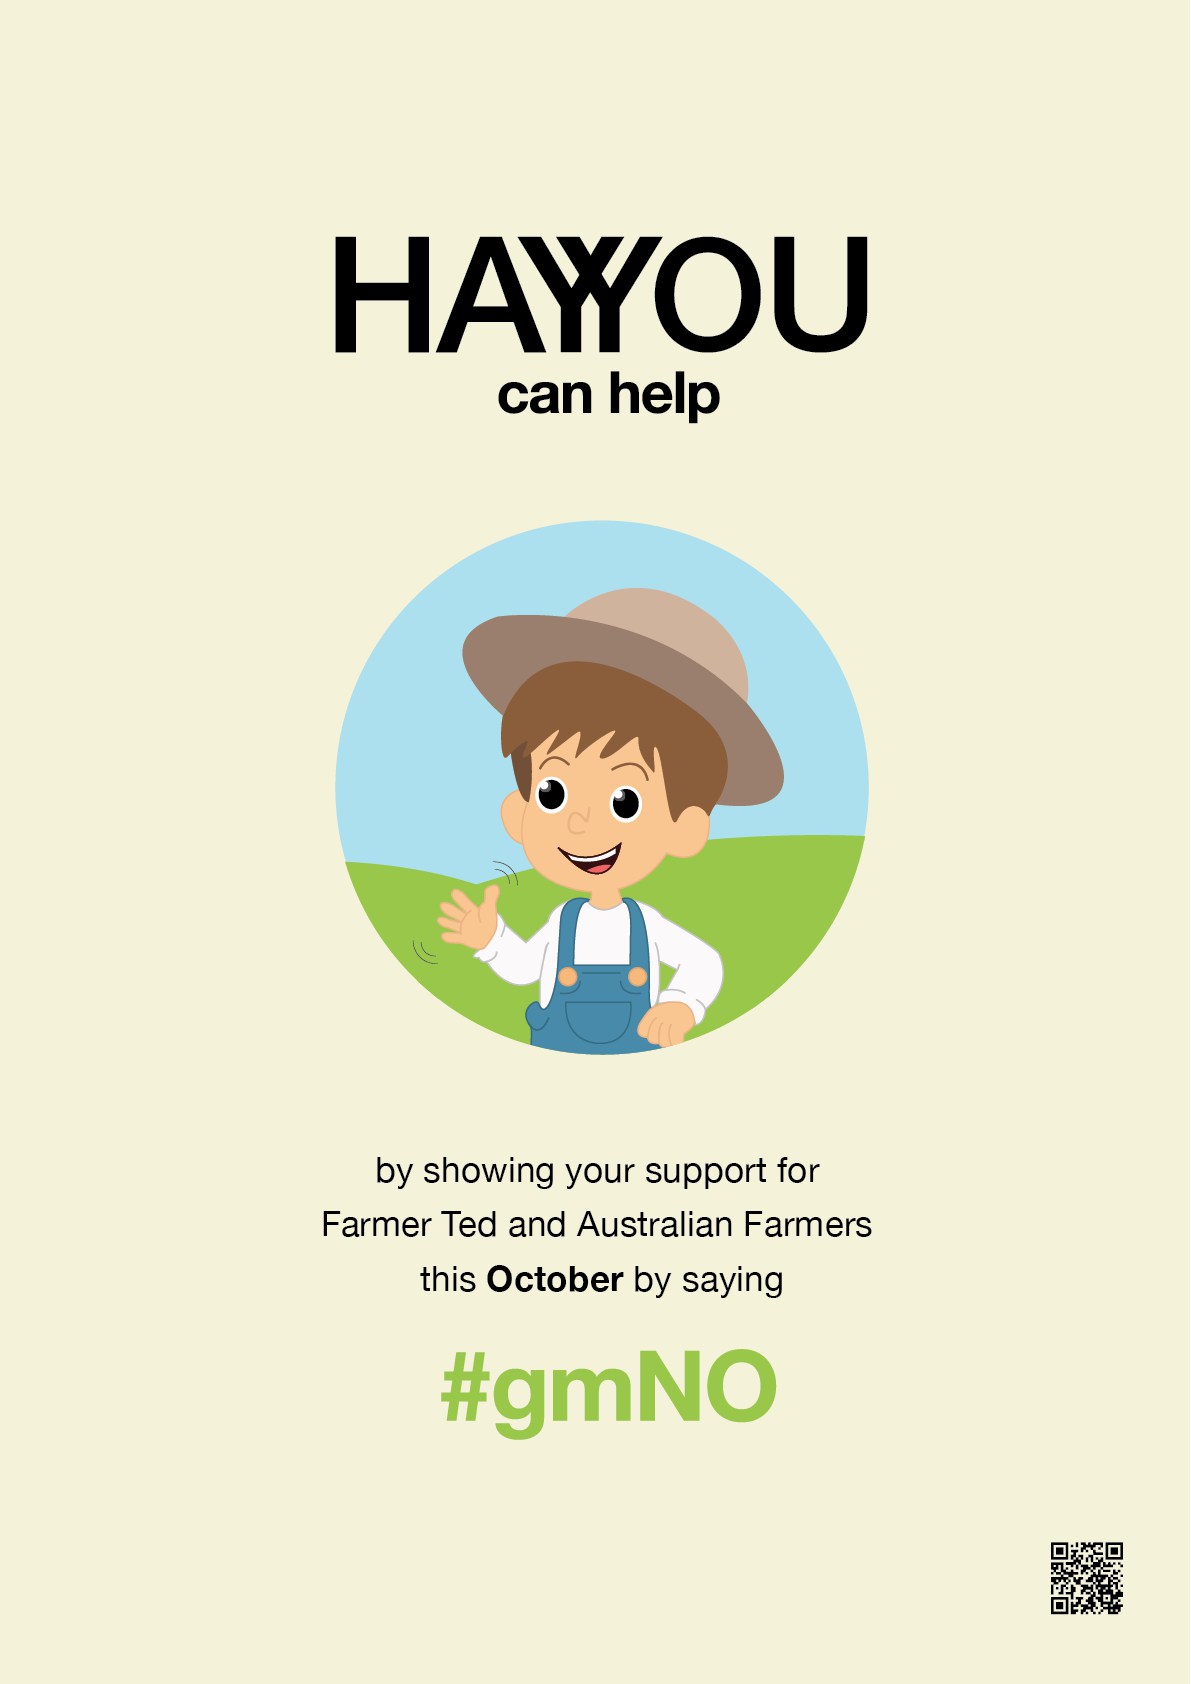 HAYYOU
can help
by showing your support for
Farmer Ted and Australian Farmers
this October by saying
#gmNO